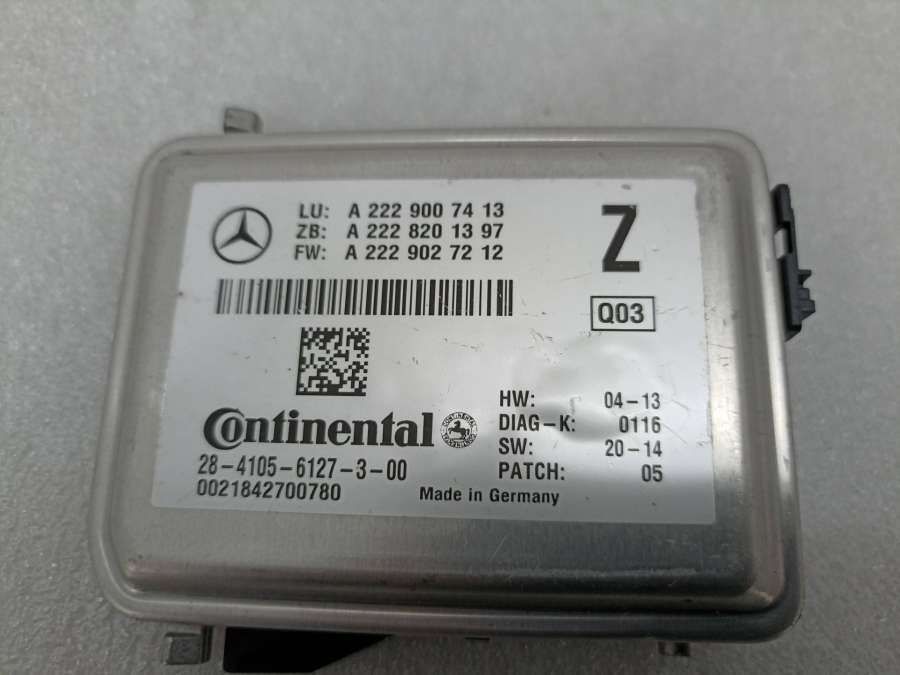 LU: A 222 900 74 13
ZB: A 222 820 13 97
FW: A 222 902 72 12
Z
Q03
HW: 04-13
DIAG-K: 0116
SW: 20-14
PATCH: 05
Continental
28-4105-6127-3-00
0021842700780
Made in Germany